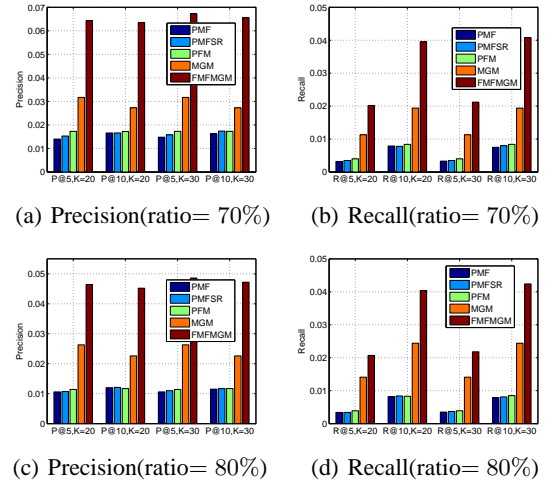 0.07
0.06
0.05
0.04
0.03
0.02
0.01
0
Precision
PMF
PMFSR
PFM
MGM
FMFMGM
P@5,K=20 P@10,K=20 P@5,K=30 P@10,K=30
(a) Precision(ratio= 70%)
0.05
0.04
0.03
0.02
0.01
0
Recall
PMF
PMFSR
PFM
MGM
FMFMGM
R@5,K=20 R@10,K=20 R@5,K=30 R@10,K=30
(b) Recall(ratio= 70%)
0.05
0.04
0.03
0.02
0.01
0
Precision
PMF
PMFSR
PFM
MGM
FMFMGM
P@5,K=20 P@10,K=20 P@5,K=30 P@10,K=30
(c) Precision(ratio= 80%)
0.05
0.04
0.03
0.02
0.01
0
Recall
PMF
PMFSR
PFM
MGM
FMFMGM
R@5,K=20 R@10,K=20 R@5,K=30 R@10,K=30
(d) Recall(ratio= 80%)